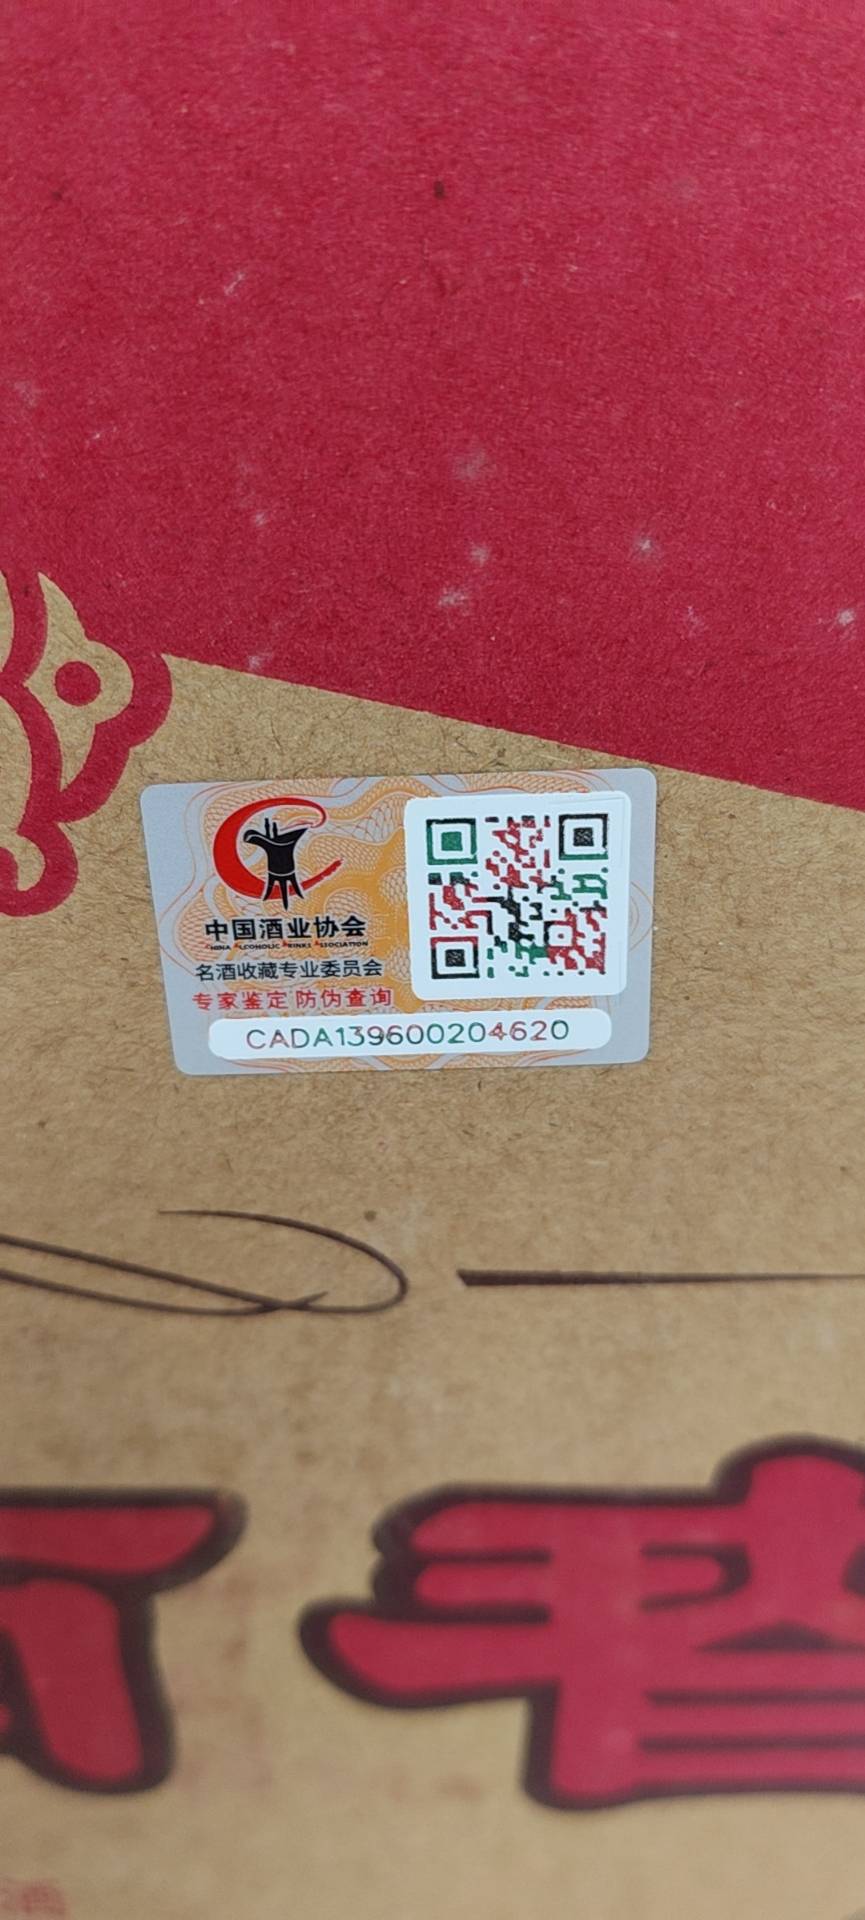 中国酒业协会
CHINA ALCOHOLIC DRINKS ASSOCIATION
名酒收藏专业委员会
专家鉴定 防伪查询
CADA139600204620
酒